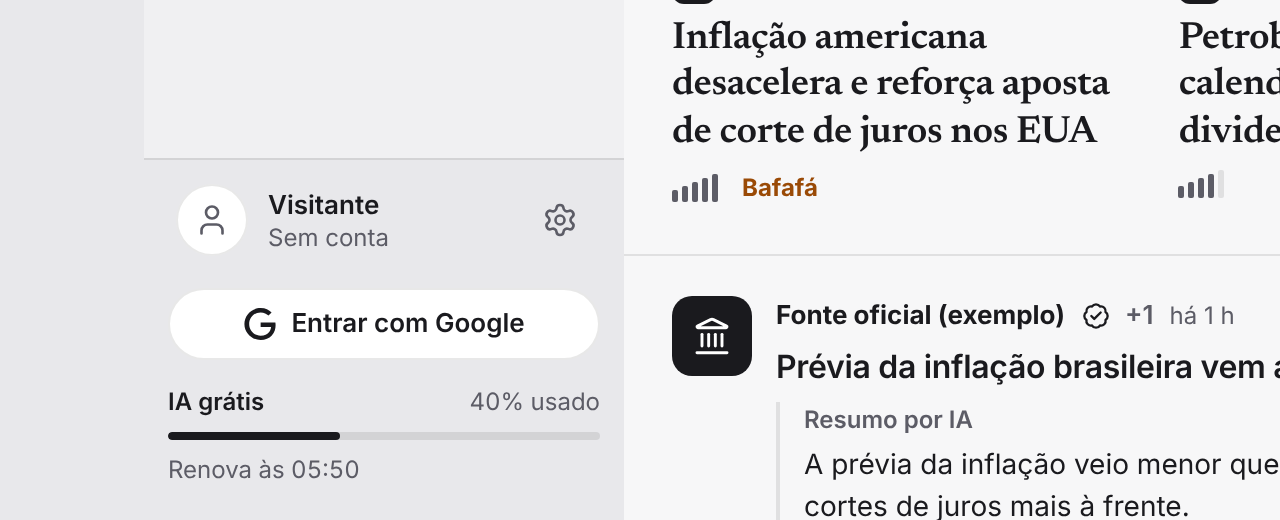 Inflação americana
desacelera e reforça aposta
de corte de juros nos EUA
Bafafá
Petrob
calend
divide
Visitante
Sem conta
Entrar com Google
IA grátis
40% usado
Renova às 05:50
Fonte oficial (exemplo) +1 há 1 h
Prévia da inflação brasileira vem a
Resumo por IA
A prévia da inflação veio menor que
cortes de juros mais à frente.